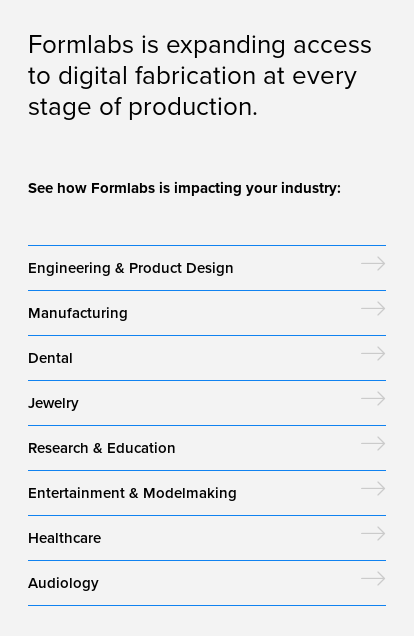 Formlabs is expanding access
to digital fabrication at every
stage of production.
See how Formlabs is impacting your industry:
Engineering & Product Design
Manufacturing
Dental
Jewelry
Research & Education
Entertainment & Modelmaking
Healthcare
Audiology